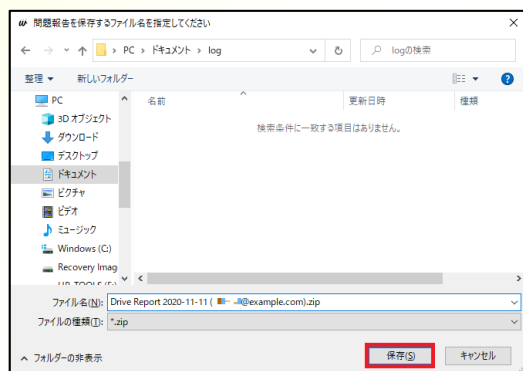 問題報告を保存するファイル名を指定してください
PC › ドキュメント › log
logの検索
整理 新しいフォルダー
PC
3D オブジェクト
ダウンロード
デスクトップ
ドキュメント
ピクチャ
ビデオ
ミュージック
Windows (C:)
Recovery Imag
名前 更新日時 種類
検索条件に一致する項目はありません。
ファイル名(N): Drive Report 2020-11-11 ( @example.com).zip
ファイルの種類(T): *.zip
フォルダーの非表示 保存(S) キャンセル